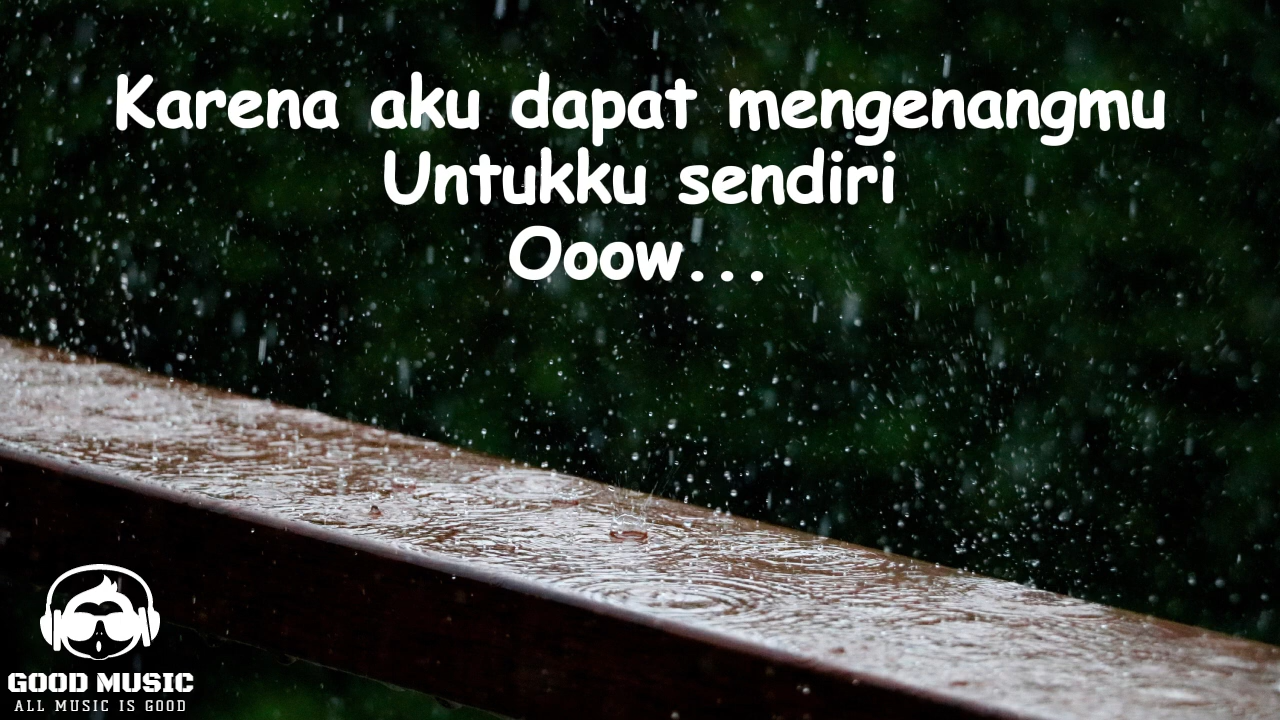 Karena aku dapat mengenangmu
Untukku sendiri
Ooow...
GOOD MUSIC
ALL MUSIC IS GOOD